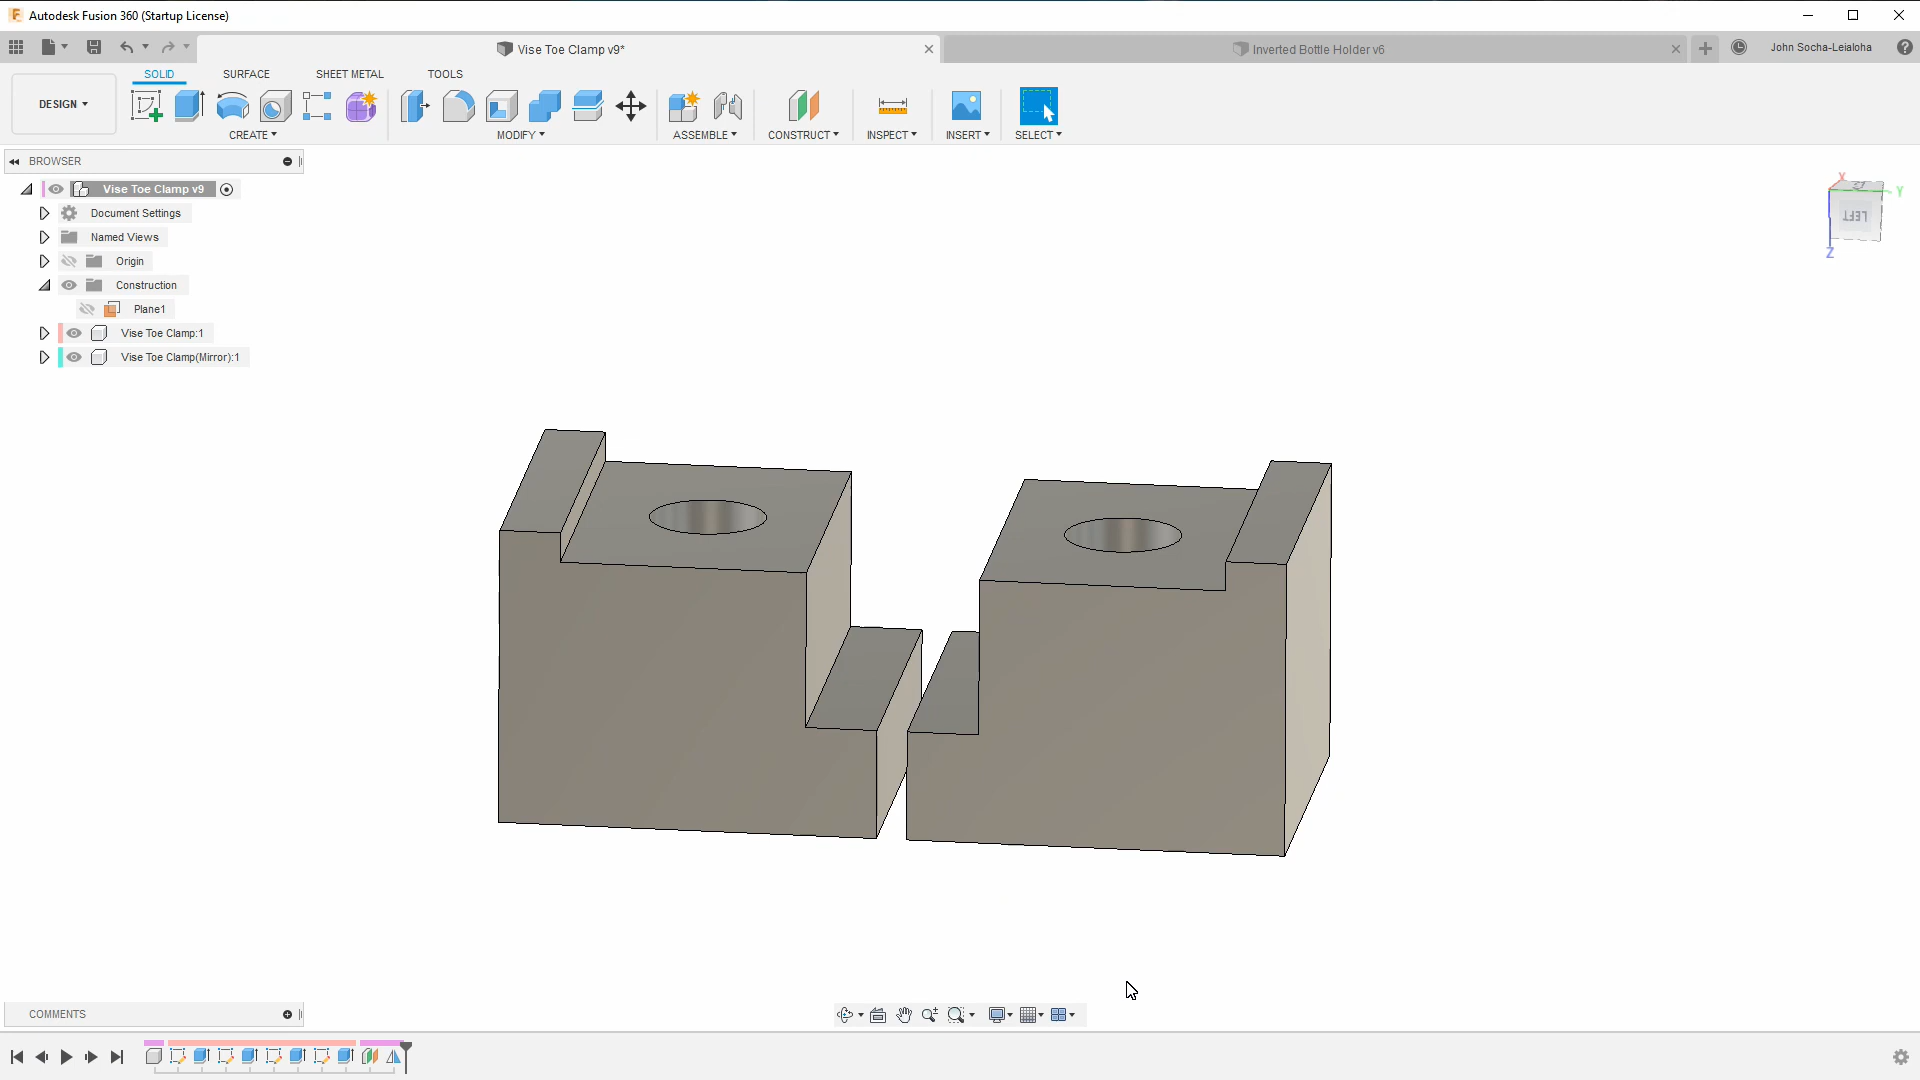 Autodesk Fusion 360 (Startup License)
Vise Toe Clamp v9*
Inverted Bottle Holder v6
John Socha-Leialoha
SOLID
SURFACE
SHEET METAL
TOOLS
DESIGN
CREATE
MODIFY
ASSEMBLE
CONSTRUCT
INSPECT
INSERT
SELECT
BROWSER
Vise Toe Clamp v9
Document Settings
Named Views
Origin
Construction
Plane1
Vise Toe Clamp:1
Vise Toe Clamp(Mirror):1
X
Y
LEFT
Z
COMMENTS